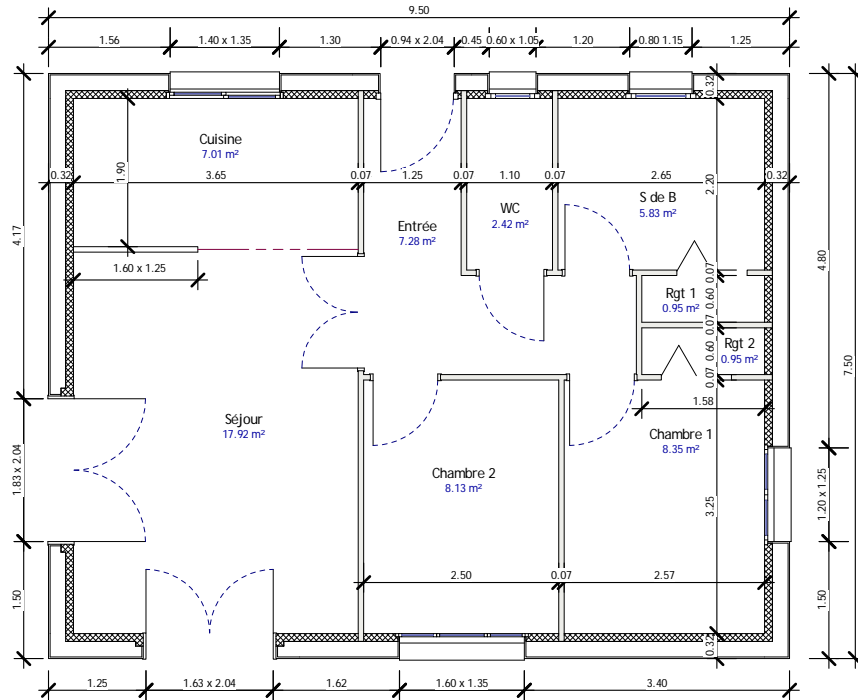 9.50
1.56
1.40 x 1.35
1.30
0.94 x 2.04
0.45
0.60 x 1.05
1.20
0.80
1.15
1.25
0.32
Cuisine
7.01 m²
1.90
0.32
3.65
0.07
1.25
0.07
1.10
0.07
2.65
0.32
2.20
WC
2.42 m²
S de B
5.83 m²
Entrée
7.28 m²
4.17
4.80
1.60 x 1.25
0.07
Rgt 1
0.95 m²
0.60
0.07
Rgt 2
0.95 m²
0.60
0.07
7.50
1.58
Séjour
17.92 m²
Chambre 1
8.35 m²
Chambre 2
8.13 m²
1.83 x 2.04
1.20 x 1.25
3.25
2.50
0.07
2.57
1.50
1.50
0.32
1.25
1.63 x 2.04
1.62
1.60 x 1.35
3.40